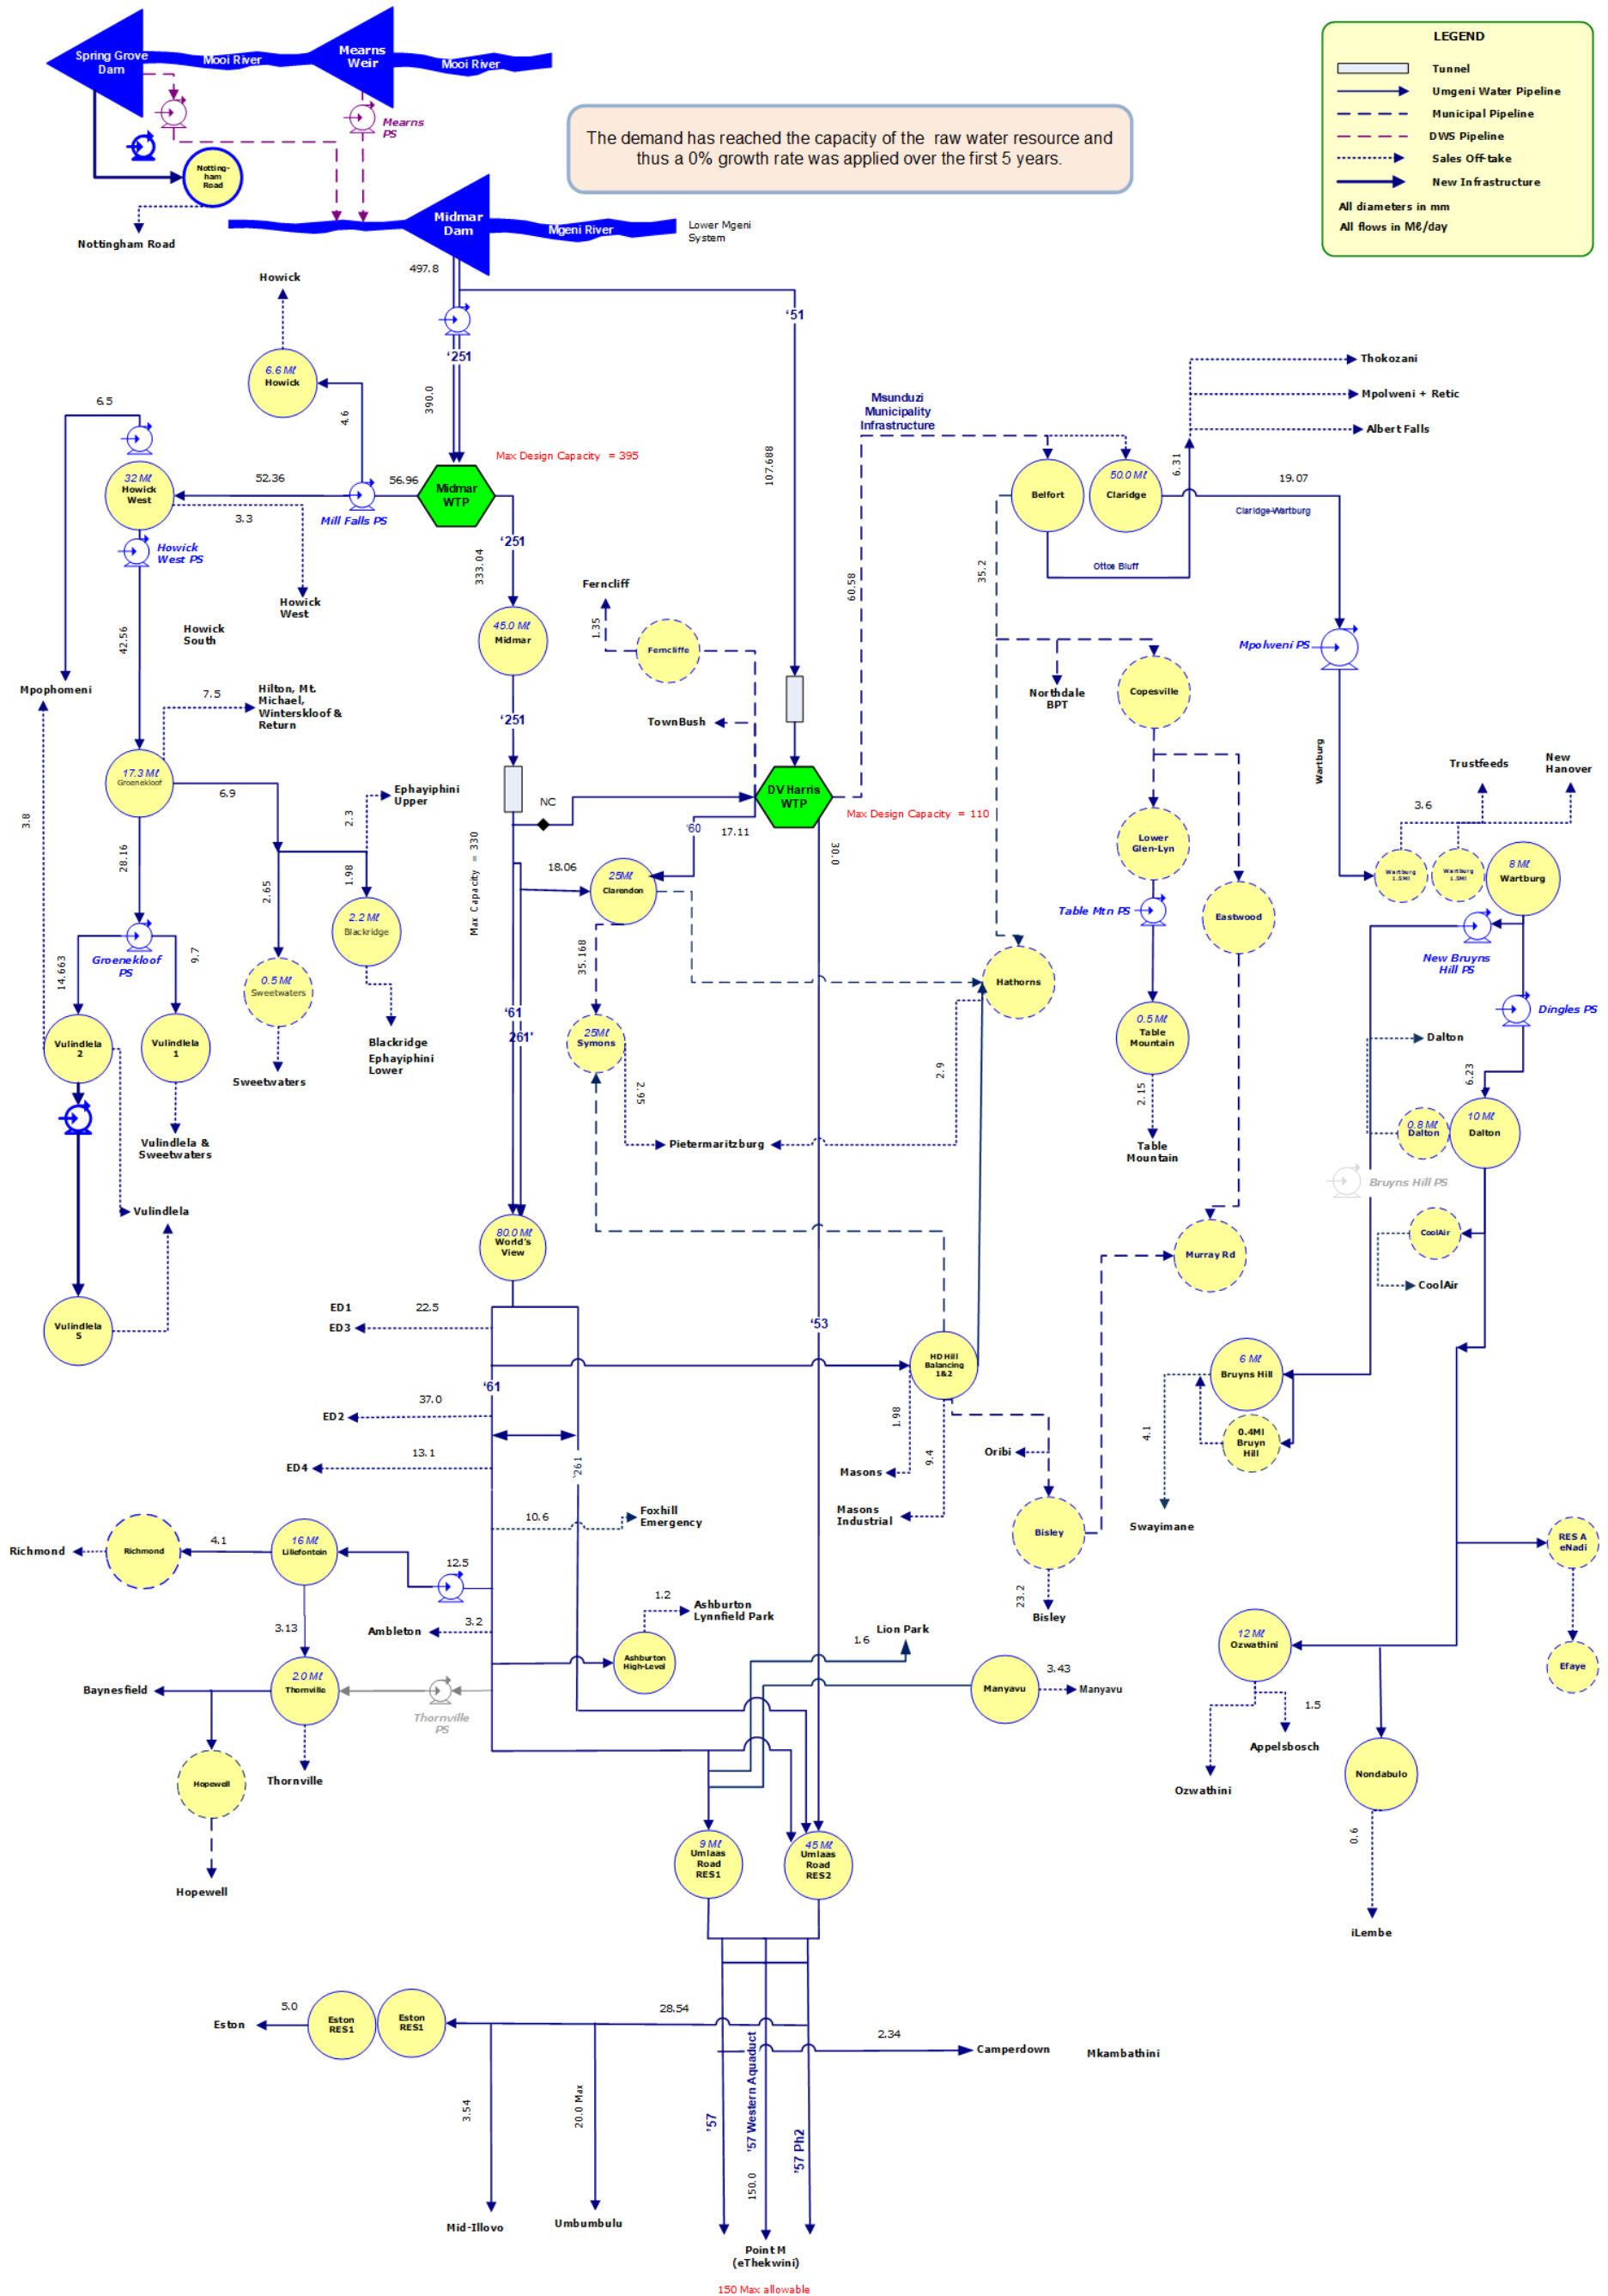 Spring Grove
Dam
Mooi River
Mearns
Weir
Mooi River
Mearns
PS
Notting-
ham
Road
Nottingham Road
The demand has reached the capacity of the raw water resource and
thus a 0% growth rate was applied over the first 5 years.
LEGEND
Tunnel
Umgeni Water Pipeline
Municipal Pipeline
DWS Pipeline
Sales Off-take
New Infrastructure
All diameters in mm
All flows in Mℓ/day
Midmar
Dam
Mgeni River
Lower Mgeni
System
497.8
'251
390.0
'51
107.688
Howick
6.6 Mℓ
Howick
4.6
6.5
32 Mℓ
Howick
West
52.36
56.96
3.3
Mill Falls PS
Midmar
WTP
Max Design Capacity = 395
Howick
West PS
Howick
West
42.56
Howick
South
Mpophomeni
7.5
Hilton, Mt.
Michael,
Winterskloof &
Return
17.3 Mℓ
Groenekloof
6.9
3.8
28.16
2.3
Ephayiphini
Upper
2.65
1.98
2.2 Mℓ
Blackridge
Groenekloof
PS
14.663
9.7
0.5 Mℓ
Sweetwaters
Vulindlela
2
Vulindlela
1
Blackridge
Ephayiphini
Lower
Sweetwaters
Vulindlela &
Sweetwaters
Vulindlela
Vulindlela
5
'251
333.04
45.0 Mℓ
Midmar
'251
NC
Max Capacity = 330
Ferncliff
1.35
Ferncliffe
TownBush
DV Harris
WTP
Max Design Capacity = 110
'60
17.11
30.0
18.06
25Mℓ
Clarendon
35.168
'61
261'
25Mℓ
Symons
2.95
Pietermaritzburg
2.9
Hathorns
Msunduzi
Municipality
Infrastructure
60.58
Belfort
50.0 Mℓ
Claridge
35.2
Ottos Bluff
6.31
Thokozani
Mpolweni + Retic
Albert Falls
19.07
Claridge-Wartburg
Mpolweni PS
Wartburg
Northdale
BPT
Copesville
Lower
Glen-Lyn
Table Mtn PS
Eastwood
0.5 Mℓ
Table
Mountain
2.15
Table
Mountain
Murray Rd
Trustfeeds
New
Hanover
3.6
Wartburg
1.5Ml
Wartburg
1.5Ml
8 Mℓ
Wartburg
New Bruyns
Hill PS
Dingles PS
Dalton
6.23
0.8 Mℓ
Dalton
10 Mℓ
Dalton
Bruyns Hill PS
CoolAir
CoolAir
6 Mℓ
Bruyns Hill
0.4Ml
Bruyn
Hill
4.1
Swayimane
RES A
eNadi
Efaye
12 Mℓ
Ozwathini
1.5
Appelsbosch
Ozwathini
Nondabulo
0.6
iLembe
80.0 Mℓ
World's
View
ED1
22.5
ED3
'61
37.0
ED2
13.1
ED4
'261
'53
HD Hill
Balancing
1&2
1.98
9.4
Masons
Masons
Industrial
Oribi
Bisley
23.2
Bisley
10.6
Foxhill
Emergency
Richmond
Richmond
4.1
16 Mℓ
Liliefontein
12.5
3.13
Ambleton
3.2
1.2
Ashburton
Lynnfield Park
Ashburton
High-Level
Baynesfield
2.0 Mℓ
Thornville
Thornville
PS
Hopewell
Thornville
Hopewell
1.6
Lion Park
Manyavu
3.43
Manyavu
9 Mℓ
Umlaas
Road
RES1
45 Mℓ
Umlaas
Road
RES2
Eston
5.0
Eston
RES1
Eston
RES1
28.54
2.34
Camperdown
Mkambathini
3.54
20.0 Max
'57
'57 Western Aquaduct
150.0
'57 Ph2
Mid-Illovo
Umbumbulu
Point M
(eThekwini)
150 Max allowable